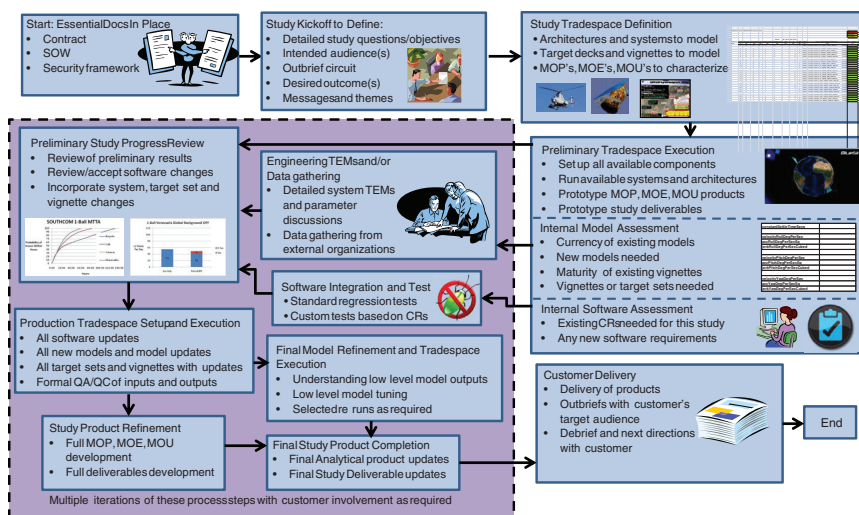 Start: EssentialDocsIn Place
• Contract
• SOW
• Security framework
Study Kickoff to Define:
• Detailed study questions/objectives
• Intended audience(s)
• Outbrief circuit
• Desired outcome(s)
• Messagesand themes
Study Tradespace Definition
• Architectures and systemsto model
• Target decks and vignettes to model
• MOP's, MOE's, MOU's to characterize
Preliminary Study ProgressReview
• Review of preliminary results
• Review/accept software changes
• Incorporate system, target set and
vignette changes
SOUTHCOM 1-Ball MTTA
EngineeringTEMsand/or
Data gathering
• Detailed system TEMs
and parameter
discussions
• Data gathering from
external organizations
Preliminary Tradespace Execution
• Set up all available components
• Run available systems and architectures
• Prototype MOP, MOE, MOU products
• Prototype study deliverables
Internal Model Assessment
• Currency of existing models
• New models needed
• Maturity of existing vignettes
• Vignettes or target sets needed
Internal Software Assessment
• ExistingCRsneeded for this study
• Any new software requirements
Software Integration and Test
• Standard regression tests
• Custom tests based on CRs
Production Tradespace Setupand Execution
• All software updates
• All new models and model updates
• All target sets and vignettes with updates
• Formal QA/QC of inputs and outputs
Final Model Refinement and Tradespace
Execution
• Understanding low level model outputs
• Low level model tuning
• Selectedre runs as required
Study Product Refinement
• Full MOP, MOE, MOU
development
• Full deliverables development
Final Study Product Completion
• Final Analytical product updates
• Final Study Deliverable updates
Customer Delivery
• Delivery of products
• Outbriefs with customer's
target audience
• Debrief and next directions
with customer
End
Multiple iterations of these processsteps with customer involvement as required